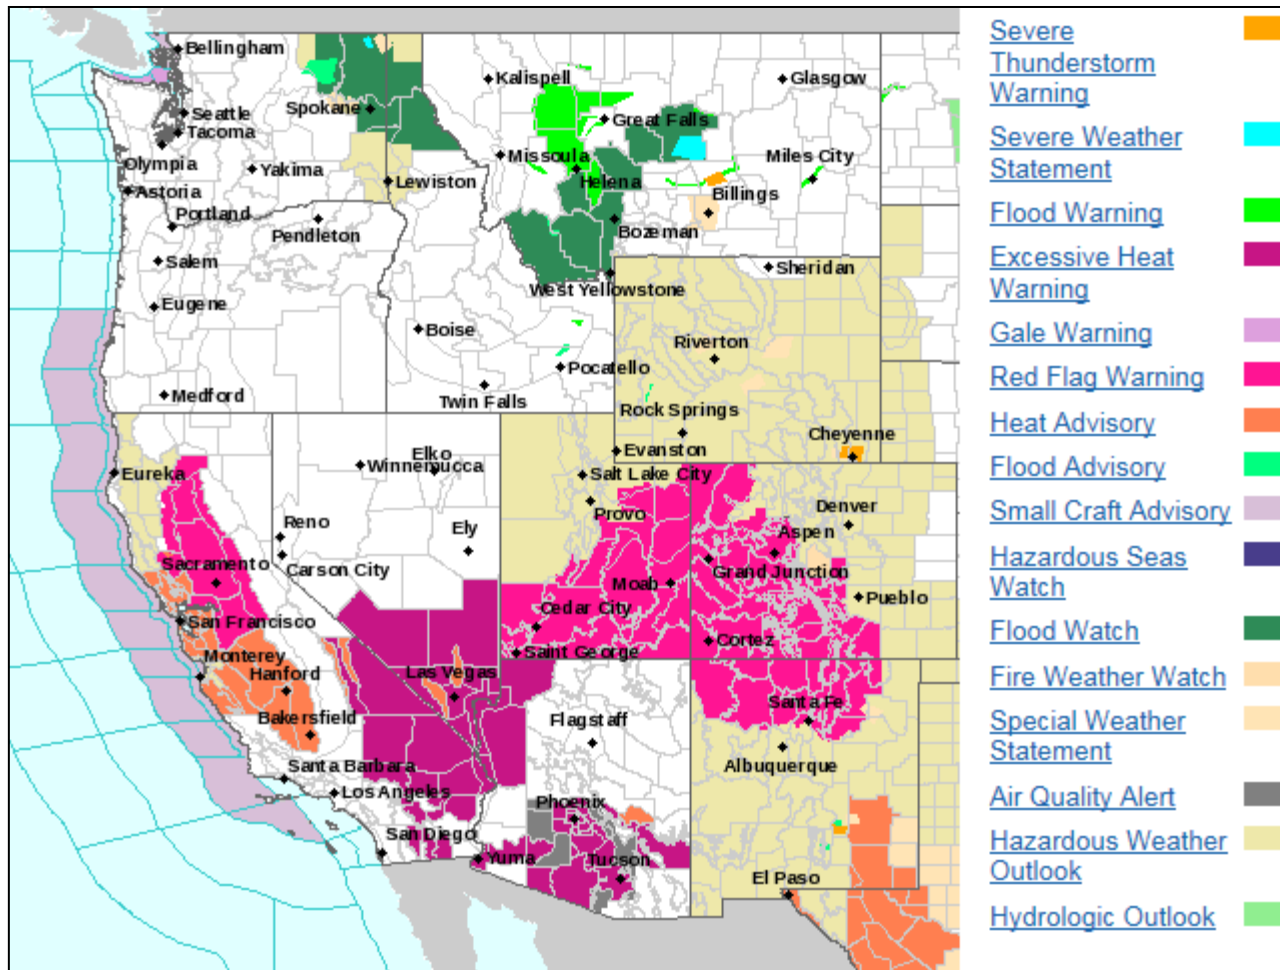 Bellingham
Seattle
Tacoma
Olympia
Astoria
Portland
Salem
Eugene
Medford
Yakima
Pendleton
Spokane
Lewiston
Kalispell
Missoula
Great Falls
Helena
Bozeman
West Yellowstone
Glasgow
Miles City
Billings
Sheridan
Boise
Twin Falls
Pocatello
Riverton
Rock Springs
Evanston
Cheyenne
Eureka
Sacramento
San Francisco
Monterey
Hanford
Bakersfield
Santa Barbara
Los Angeles
San Diego
Reno
Carson City
Winnemucca
Elko
Ely
Las Vegas
Salt Lake City
Provo
Moab
Cedar City
Saint George
Denver
Aspen
Grand Junction
Pueblo
Cortez
Flagstaff
Phoenix
Yuma
Tucson
Santa Fe
Albuquerque
El Paso
Severe
Thunderstorm
Warning
Severe Weather
Statement
Flood Warning
Excessive Heat
Warning
Gale Warning
Red Flag Warning
Heat Advisory
Flood Advisory
Small Craft Advisory
Hazardous Seas
Watch
Flood Watch
Fire Weather Watch
Special Weather
Statement
Air Quality Alert
Hazardous Weather
Outlook
Hydrologic Outlook